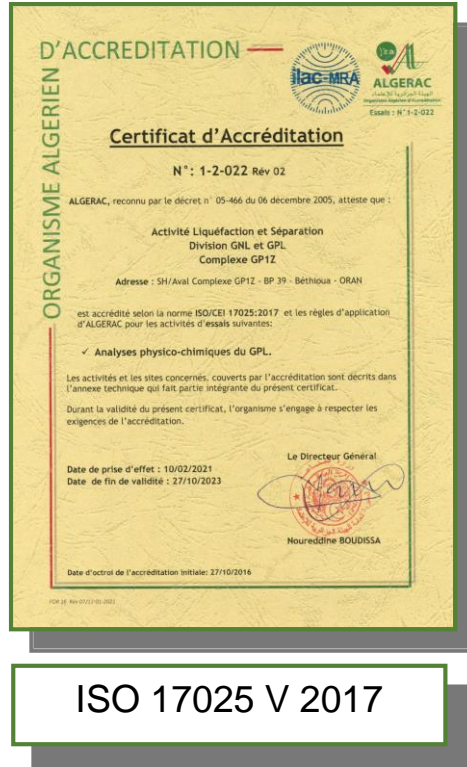 D'ACCREDITATION
ORGANISME ALGERIEN
ilac-MRA
ALGERAC
Essais : N°1-2-022
Certificat d'Accréditation
N°: 1-2-022 Rév 02
ALGERAC, reconnu par le décret n° 05-466 du 06 décembre 2005, atteste que :
Activité Liquéfaction et Séparation
Division GNL et GPL
Complexe GP1Z
Adresse : SH/Aval Complexe GP1Z - BP 39 - Béthioua - ORAN
est accrédité selon la norme ISO/CEI 17025:2017 et les règles d'application
d'ALGERAC pour les activités d'essais suivantes:
✓ Analyses physico-chimiques du GPL.
Les activités et les sites concernés, couverts par l'accréditation sont décrits dans
l'annexe technique qui fait partie intégrante du présent certificat.
Durant la validité du présent certificat, l'organisme s'engage à respecter les
exigences de l'accréditation.
Le Directeur Général
Date de prise d'effet : 10/02/2021
Date de fin de validité : 27/10/2023
Noureddine BOUDISSA
Date d'octroi de l'accréditation initiale: 27/10/2016
ISO 17025 V 2017